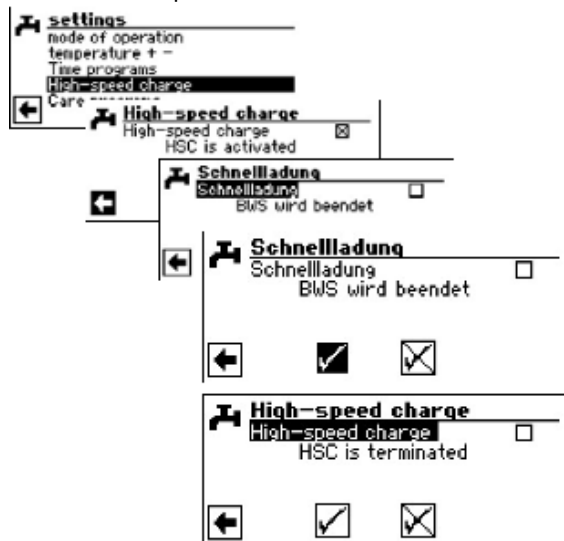 settings
mode of operation
temperature + -
Time programs
High-speed charge
Care
High-speed charge
High-speed charge
HSC is activated
Schnellladung
Schnellladung
BWS wird beendet
Schnellladung
Schnellladung
BWS wird beendet
High-speed charge
High-speed charge
HSC is terminated